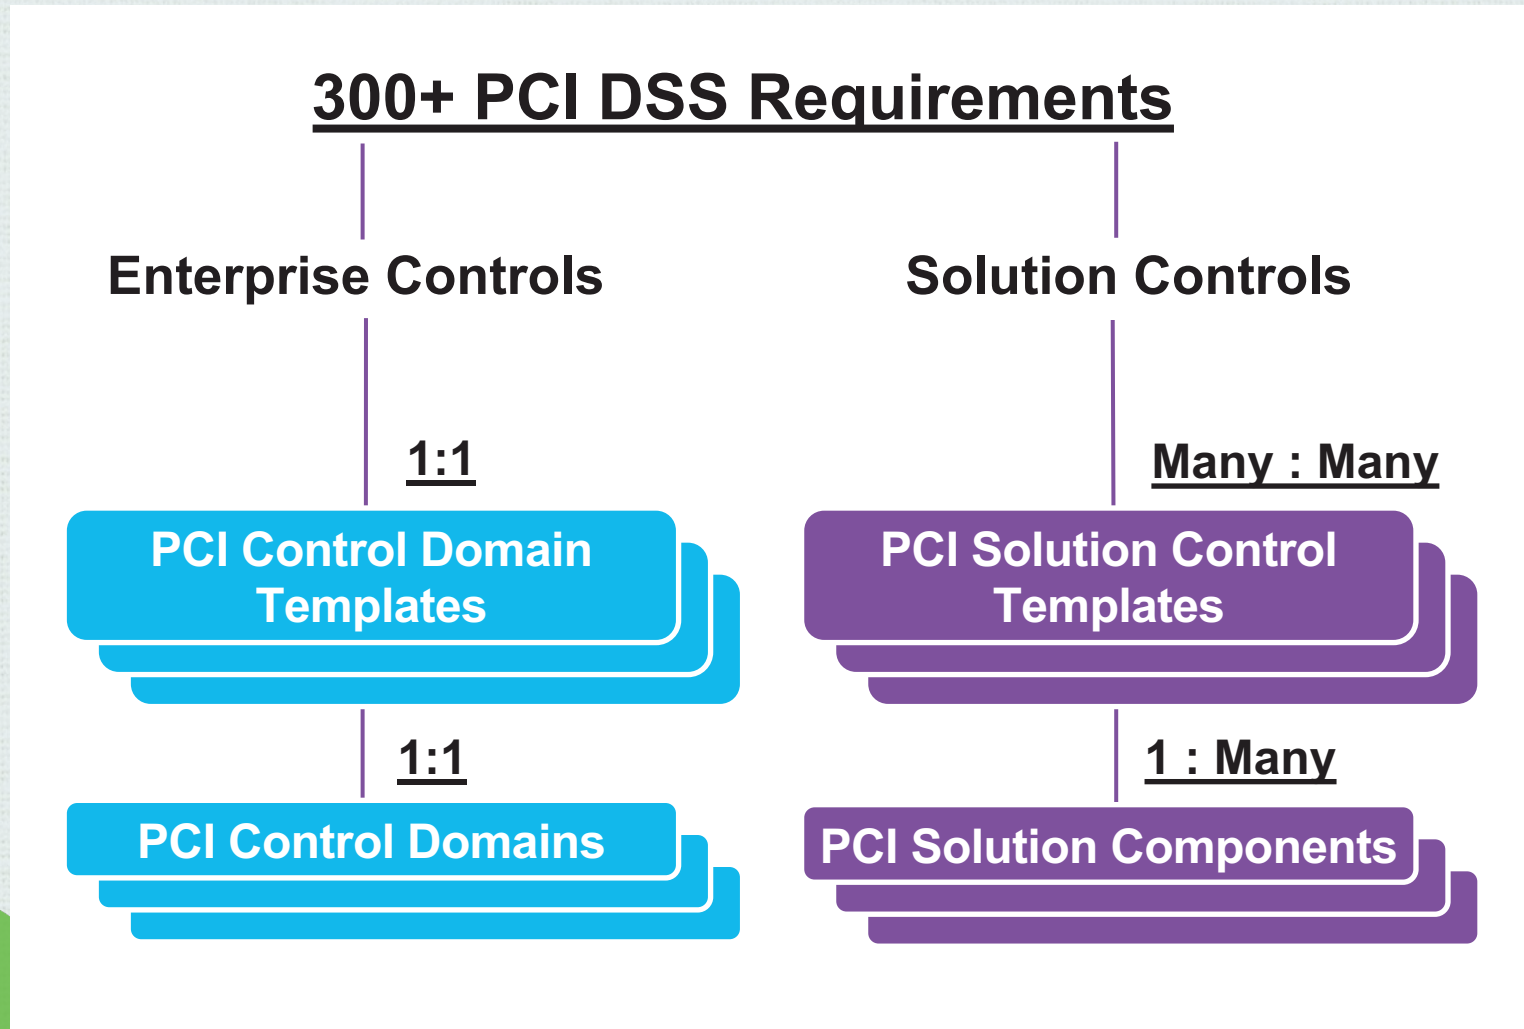 300+ PCI DSS Requirements
Enterprise Controls
Solution Controls
1:1
Many : Many
PCI Control Domain
Templates
PCI Solution Control
Templates
1:1
1 : Many
PCI Control Domains
PCI Solution Components